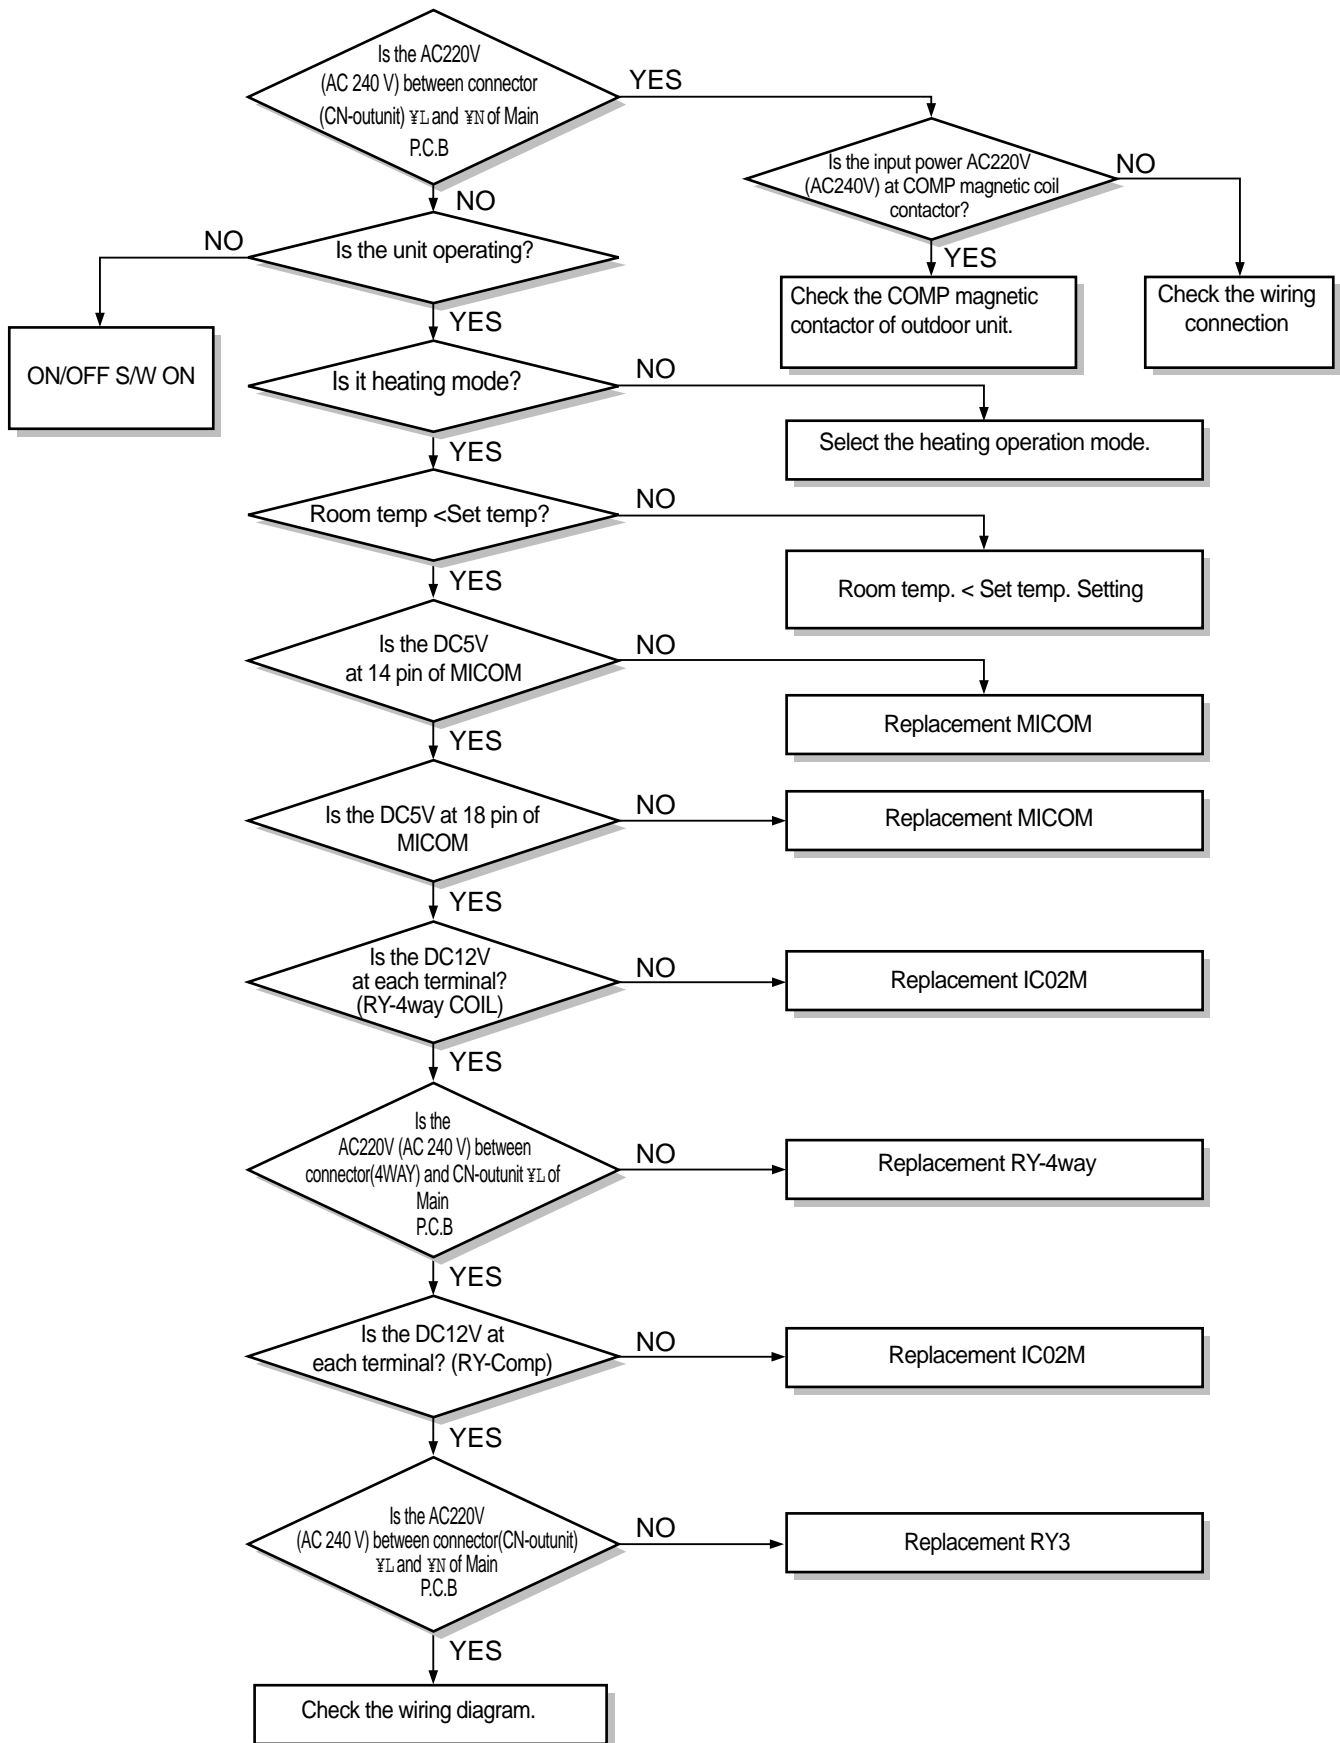 Is the AC220V
(AC 240 V) between connector
(CN-outunit) ¥L and ¥N of Main
P.C.B
YES
Is the input power AC220V
(AC240V) at COMP magnetic coil
contactor?
NO
YES
Check the COMP magnetic
contactor of outdoor unit.
Check the wiring
connection
NO
Is the unit operating?
NO
ON/OFF S/W ON
YES
Is it heating mode?
NO
Select the heating operation mode.
YES
Room temp <Set temp?
NO
Room temp. < Set temp. Setting
YES
Is the DC5V
at 14 pin of MICOM
NO
Replacement MICOM
YES
Is the DC5V at 18 pin of
MICOM
NO
Replacement MICOM
YES
Is the DC12V
at each terminal?
(RY-4way COIL)
NO
Replacement IC02M
YES
Is the
AC220V (AC 240 V) between
connector(4WAY) and CN-outunit ¥L of
Main
P.C.B
NO
Replacement RY-4way
YES
Is the DC12V at
each terminal? (RY-Comp)
NO
Replacement IC02M
YES
Is the AC220V
(AC 240 V) between connector(CN-outunit)
¥L and ¥N of Main
P.C.B
NO
Replacement RY3
YES
Check the wiring diagram.